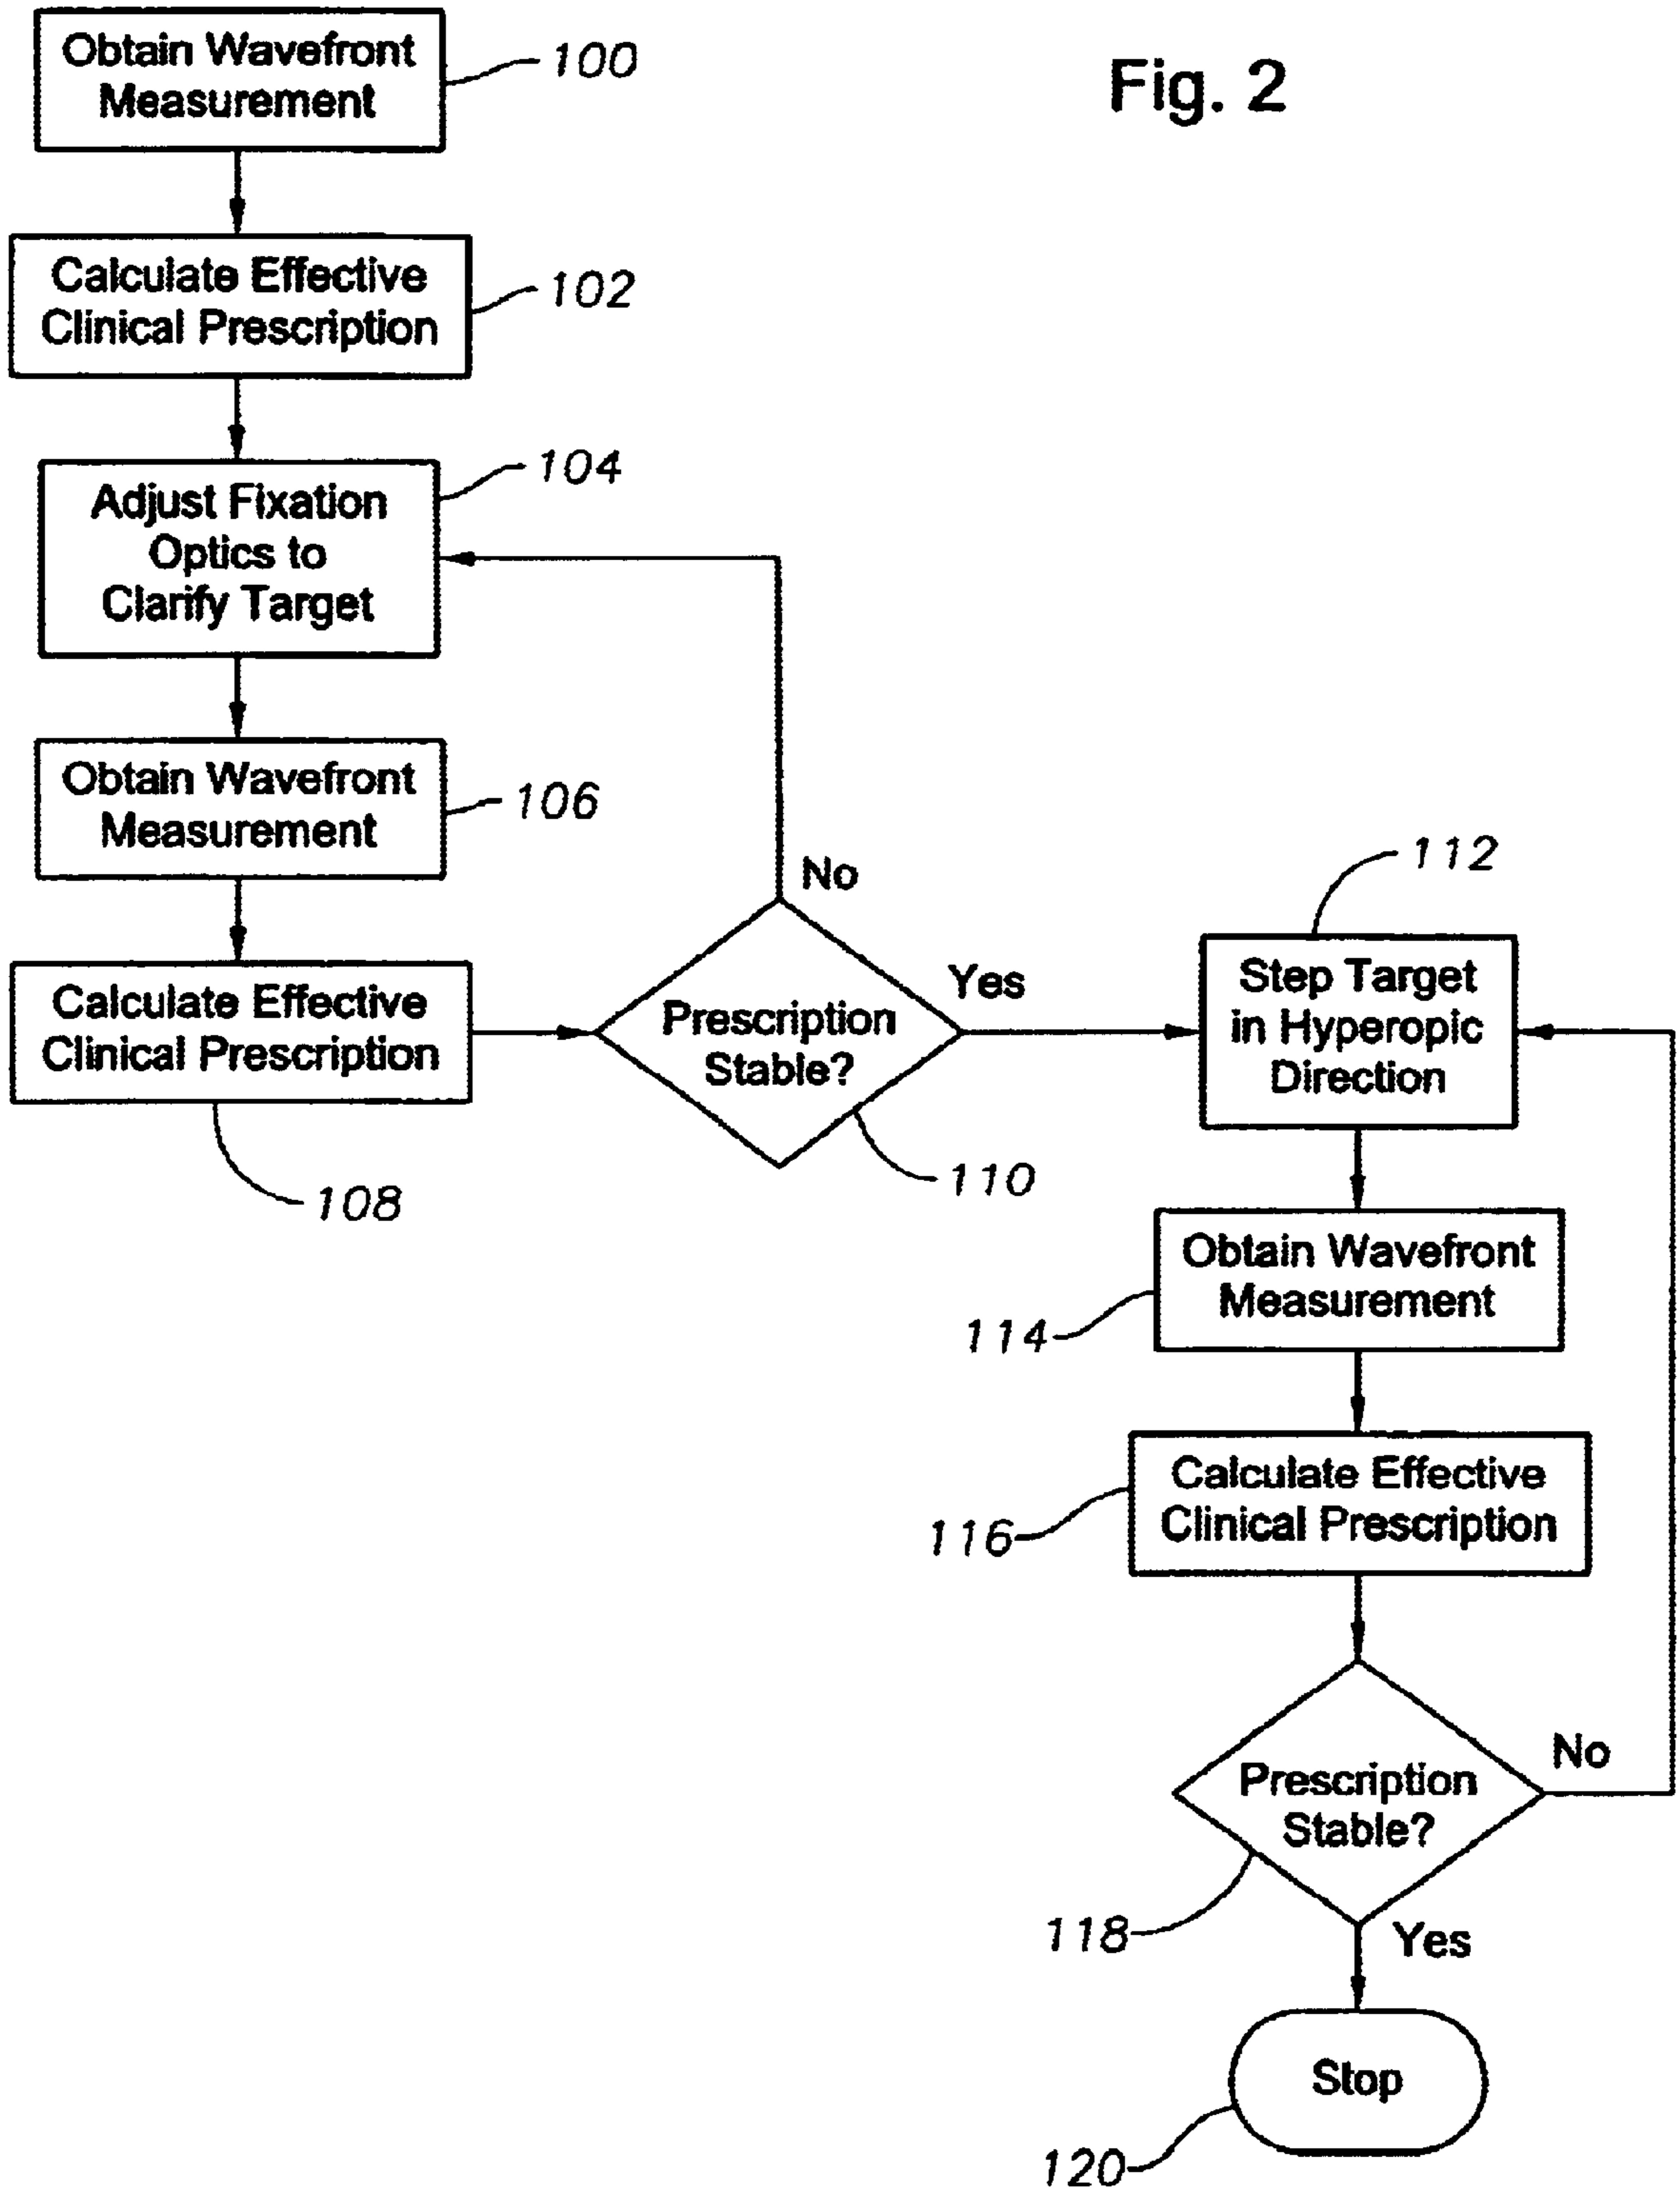 Fig. 2
Obtain Wavefront
Measurement
100
Calculate Effective
Clinical Prescription
102
Adjust Fixation
Optics to
Clarify Target
104
Obtain Wavefront
Measurement
106
Calculate Effective
Clinical Prescription
108
No
Prescription
Stable?
Yes
110
112
Step Target
in Hyperopic
Direction
Obtain Wavefront
Measurement
114
Calculate Effective
Clinical Prescription
116
Prescription
Stable?
No
118
Yes
Stop
120